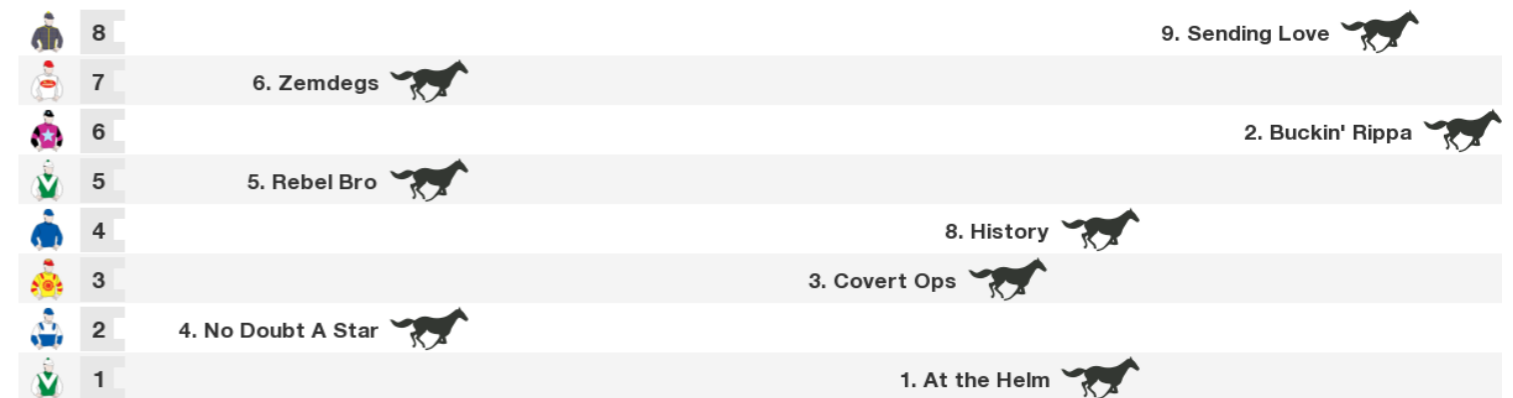 8 9. Sending Love
7 6. Zemdegs
6 2. Buckin' Rippa
5 5. Rebel Bro
4 8. History
3 3. Covert Ops
2 4. No Doubt A Star
1 1. At the Helm